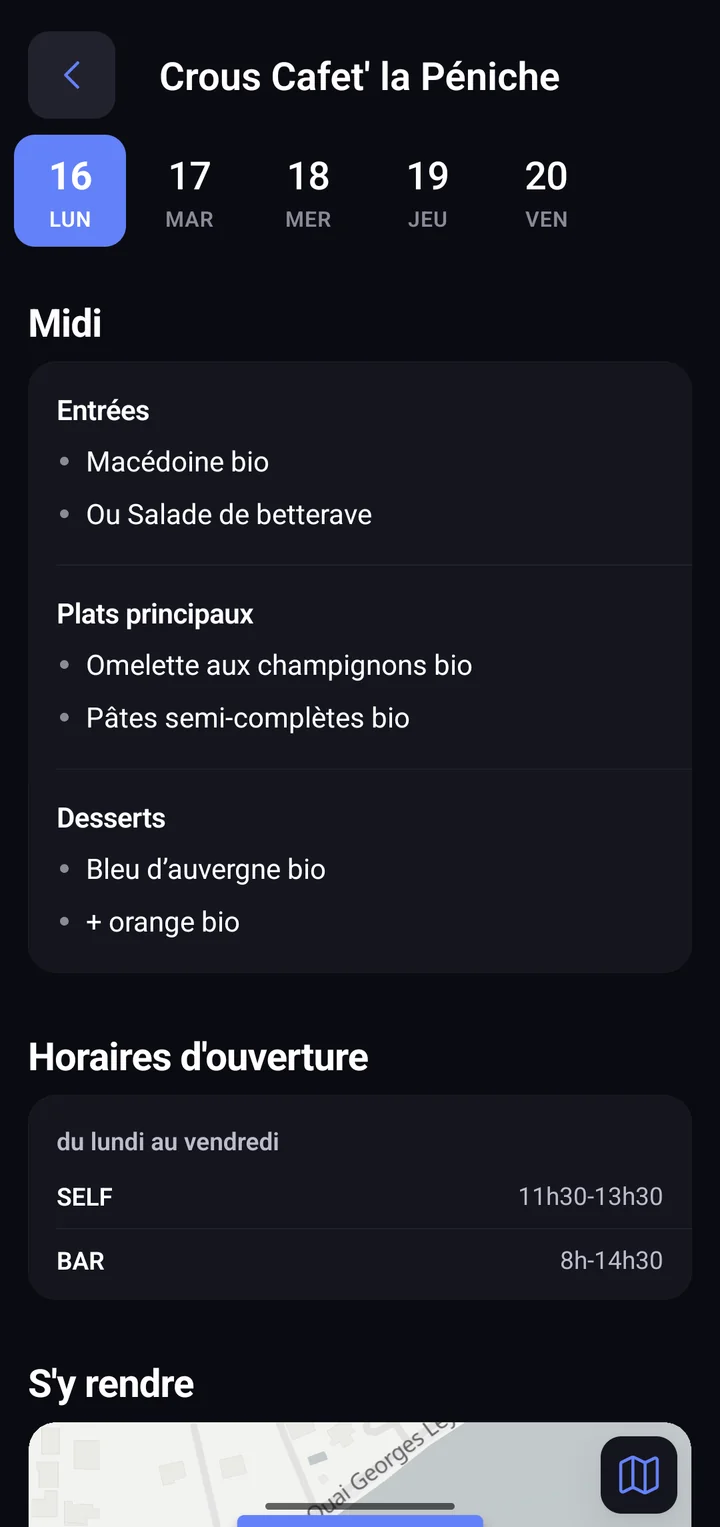 Crous Cafet' la Péniche
16 17 18 19 20
LUN MAR MER JEU VEN
Midi
Entrées
Macédoine bio
Ou Salade de betterave
Plats principaux
Omelette aux champignons bio
Pâtes semi-complètes bio
Desserts
Bleu d’auvergne bio
+ orange bio
Horaires d'ouverture
du lundi au vendredi
SELF 11h30-13h30
BAR 8h-14h30
S'y rendre
Quai Georges